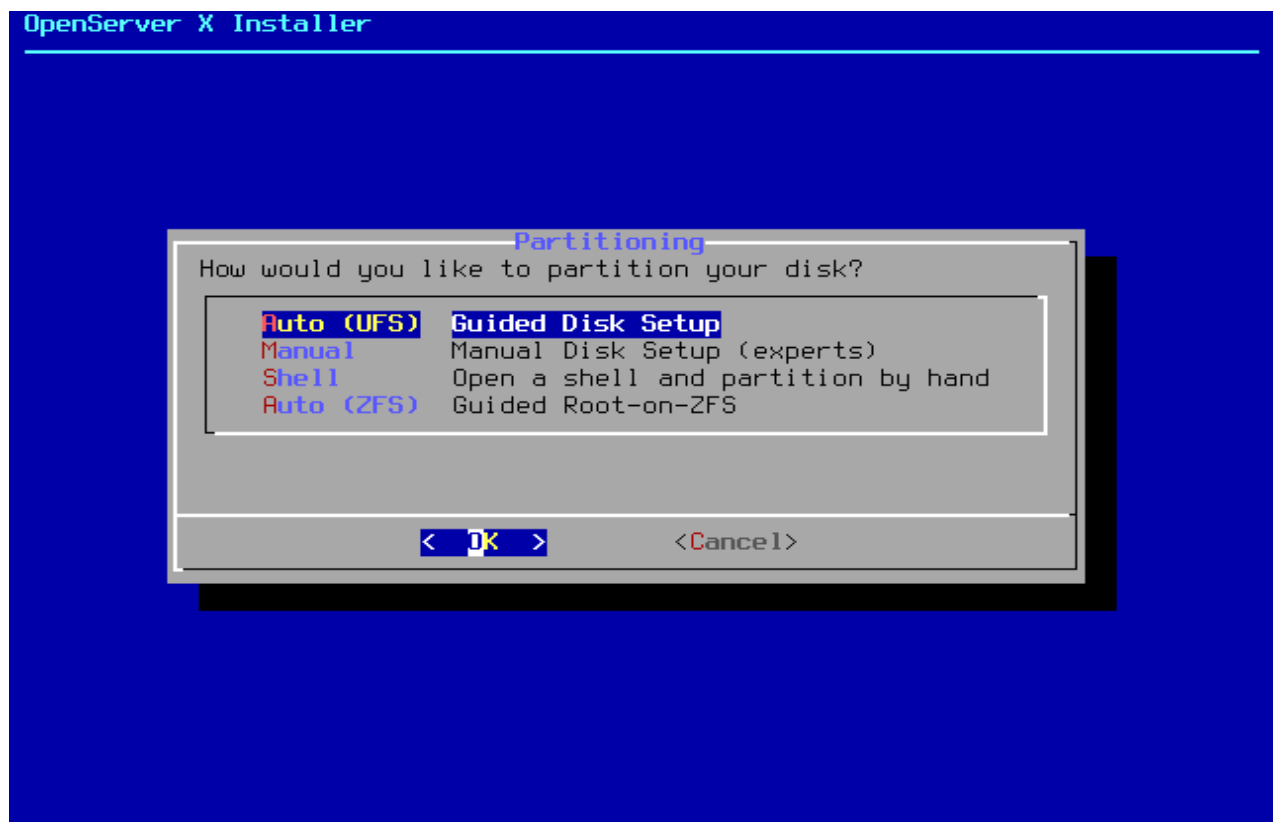 OpenServer X Installer
Partitioning
How would you like to partition your disk?
Auto (UFS) Guided Disk Setup
Manual Manual Disk Setup (experts)
Shell Open a shell and partition by hand
Auto (ZFS) Guided Root-on-ZFS
< OK > <Cancel>